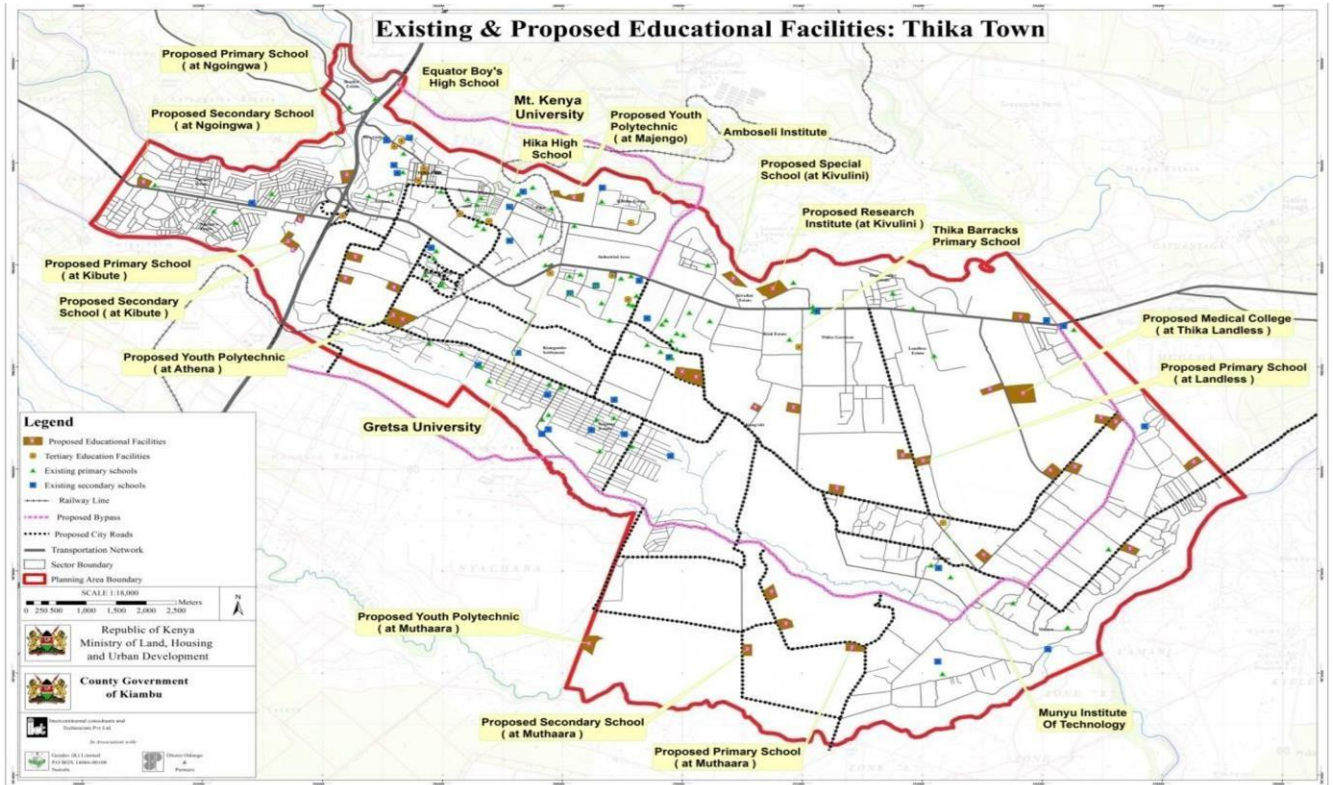 Existing & Proposed Educational Facilities: Thika Town
Proposed Primary School
( at Ngoingwa )
Equator Boy's
High School
Mt. Kenya
University
Proposed Secondary School
( at Ngoingwa )
Hika High
School
Proposed Youth
Polytechnic
( at Majengo)
Amboseli Institute
Proposed Special
School (at Kivulini)
Proposed Research
Institute (at Kivulini )
Thika Barracks
Primary School
Proposed Primary School
( at Kibute )
Proposed Secondary
School ( at Kibute )
Industrial Area
Proposed Medical College
( at Thika Landless )
Proposed Youth Polytechnic
( at Athena )
Proposed Primary School
( at Landless )
Gretsa University
Legend
Proposed Educational Facilities
Tertiary Education Facilities
Existing primary schools
Existing secondary schools
Railway Line
Proposed Bypass
Proposed City Roads
Transportation Network
Sector Boundary
Planning Area Boundary
SCALE 1:18,000
Meters
0 250 500 1,000 1,500 2,000 2,500
N
Republic of Kenya
Ministry of Land, Housing
and Urban Development
County Government
of Kiambu
Proposed Youth Polytechnic
( at Muthaara )
Proposed Secondary School
( at Muthaara )
Proposed Primary School
( at Muthaara )
Munyu Institute
Of Technology